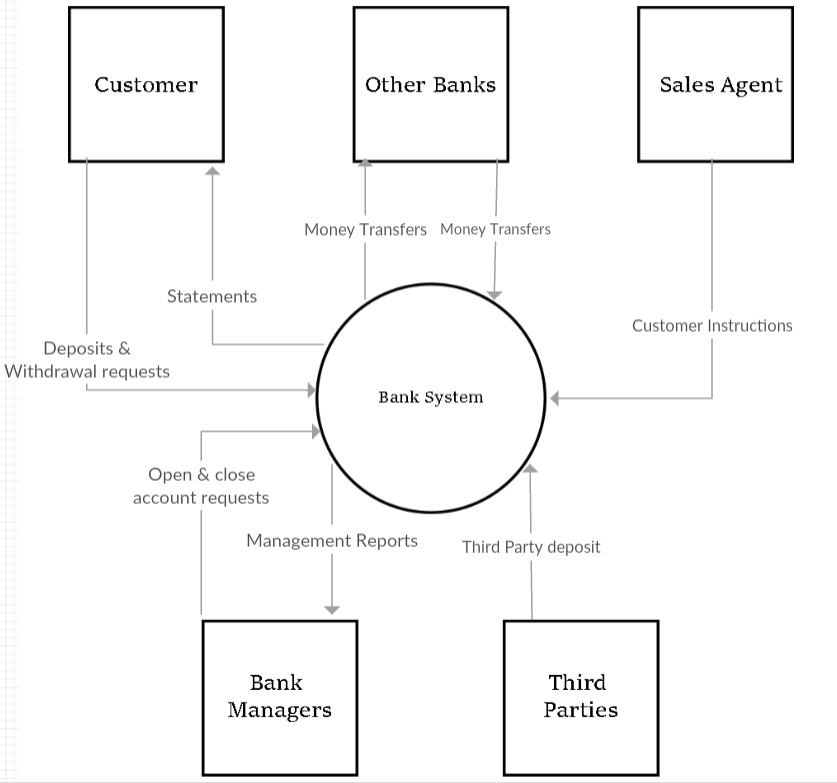 Customer
Other Banks
Sales Agent
Money Transfers
Money Transfers
Statements
Customer Instructions
Deposits &
Withdrawal requests
Bank System
Open & close
account requests
Management Reports
Third Party deposit
Bank
Managers
Third
Parties